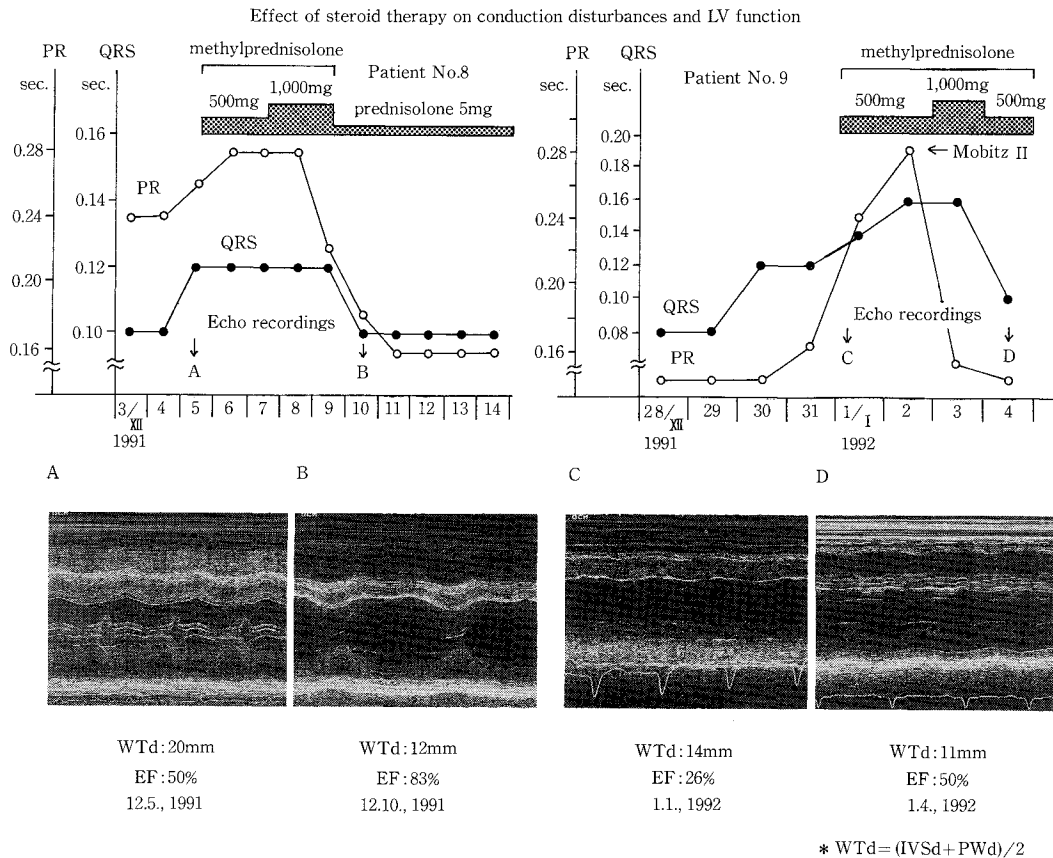 Effect of steroid therapy on conduction disturbances and LV function
PR QRS
sec. sec.
methylprednisolone
Patient No.8
500mg 1,000mg
prednisolone 5mg
0.28
0.24
0.20
0.16
0.16
0.14
0.12
0.10
PR
QRS
Echo recordings
A B
3/XII 4 5 6 7 8 9 10 11 12 13 14
1991
PR QRS
sec. sec.
methylprednisolone
Patient No. 9
500mg 1,000mg 500mg
← Mobitz II
0.28
0.24
0.20
0.16
0.20
0.18
0.16
0.14
0.12
0.10
0.08
QRS
PR
Echo recordings
C D
28/XII 29 30 31 1/I 2 3 4
1991 1992
A B C D
WTd:20mm WTd:12mm WTd:14mm WTd:11mm
EF:50% EF:83% EF:26% EF:50%
12.5., 1991 12.10., 1991 1.1., 1992 1.4., 1992
* WTd=(IVSd+PWd)/2